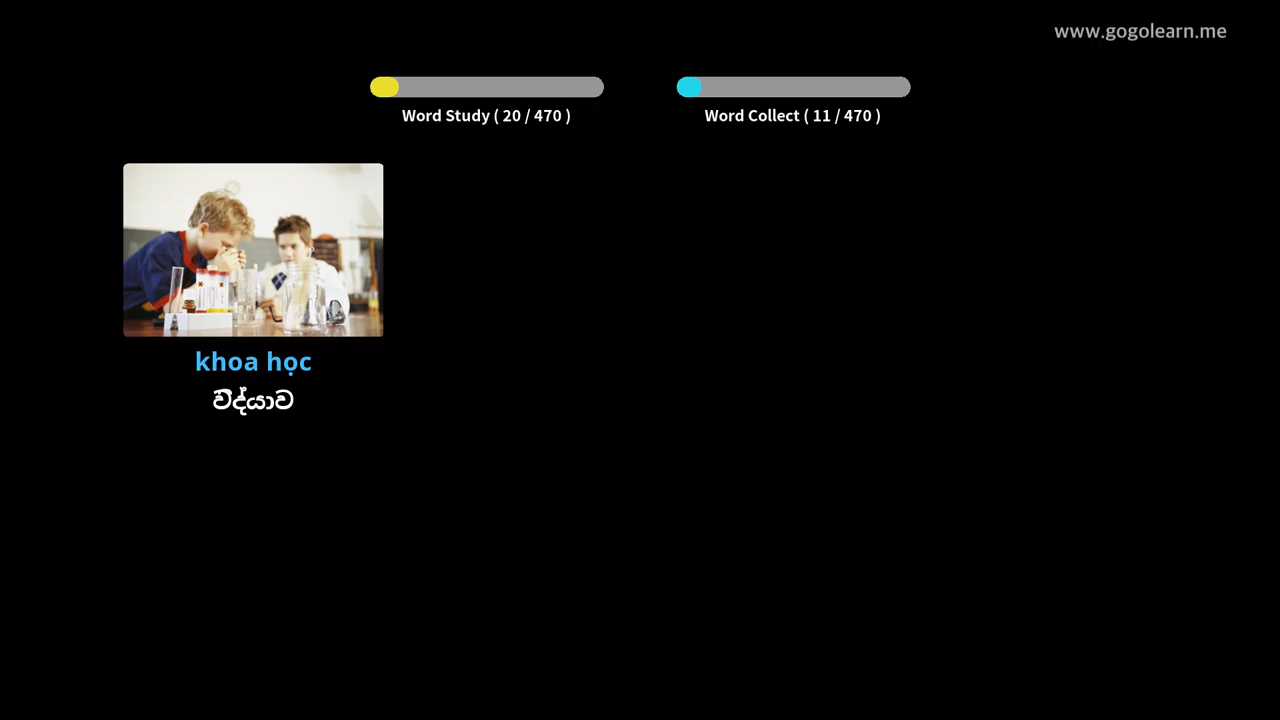 www.gogolearn.me
Word Study ( 20 / 470 )
Word Collect ( 11 / 470 )
khoa học
විද්යාව